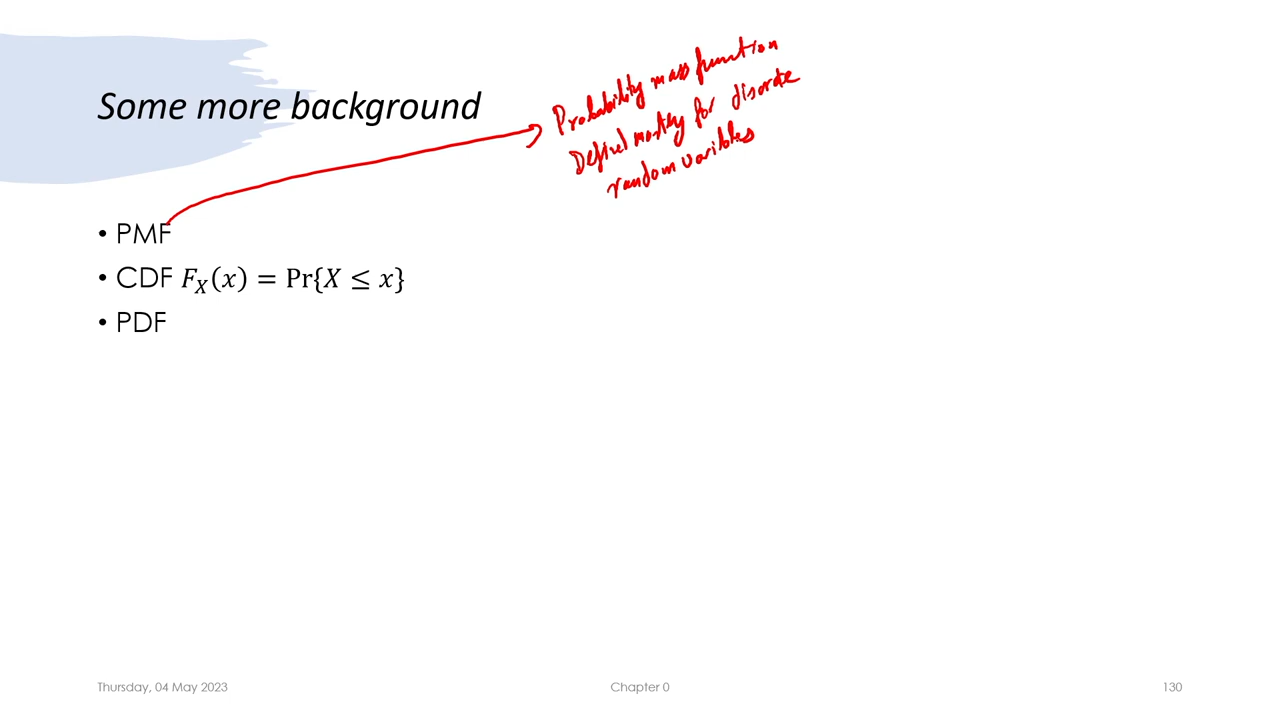 Some more background
Probability mass function
Defined mostly for discrete
random variables
• PMF
• CDF F_X(x) = Pr{X ≤ x}
• PDF
Thursday, 04 May 2023
Chapter 0
130